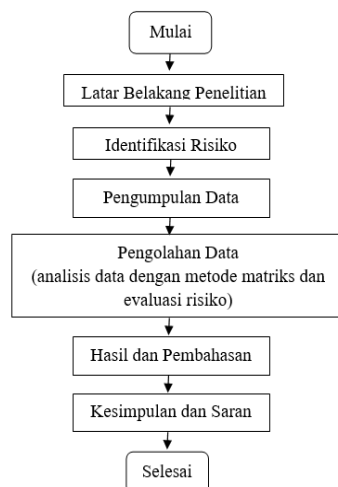 Mulai
Latar Belakang Penelitian
Identifikasi Risiko
Pengumpulan Data
Pengolahan Data
(analisis data dengan metode matriks dan
evaluasi risiko)
Hasil dan Pembahasan
Kesimpulan dan Saran
Selesai